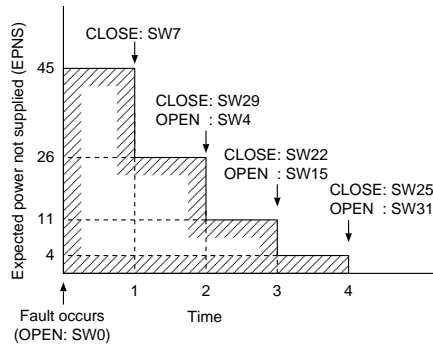 Expected power not supplied (EPNS)
45
26
11
4
CLOSE: SW7
CLOSE: SW29
OPEN : SW4
CLOSE: SW22
OPEN : SW15
CLOSE: SW25
OPEN : SW31
1
2
3
4
Fault occurs
(OPEN: SW0)
Time